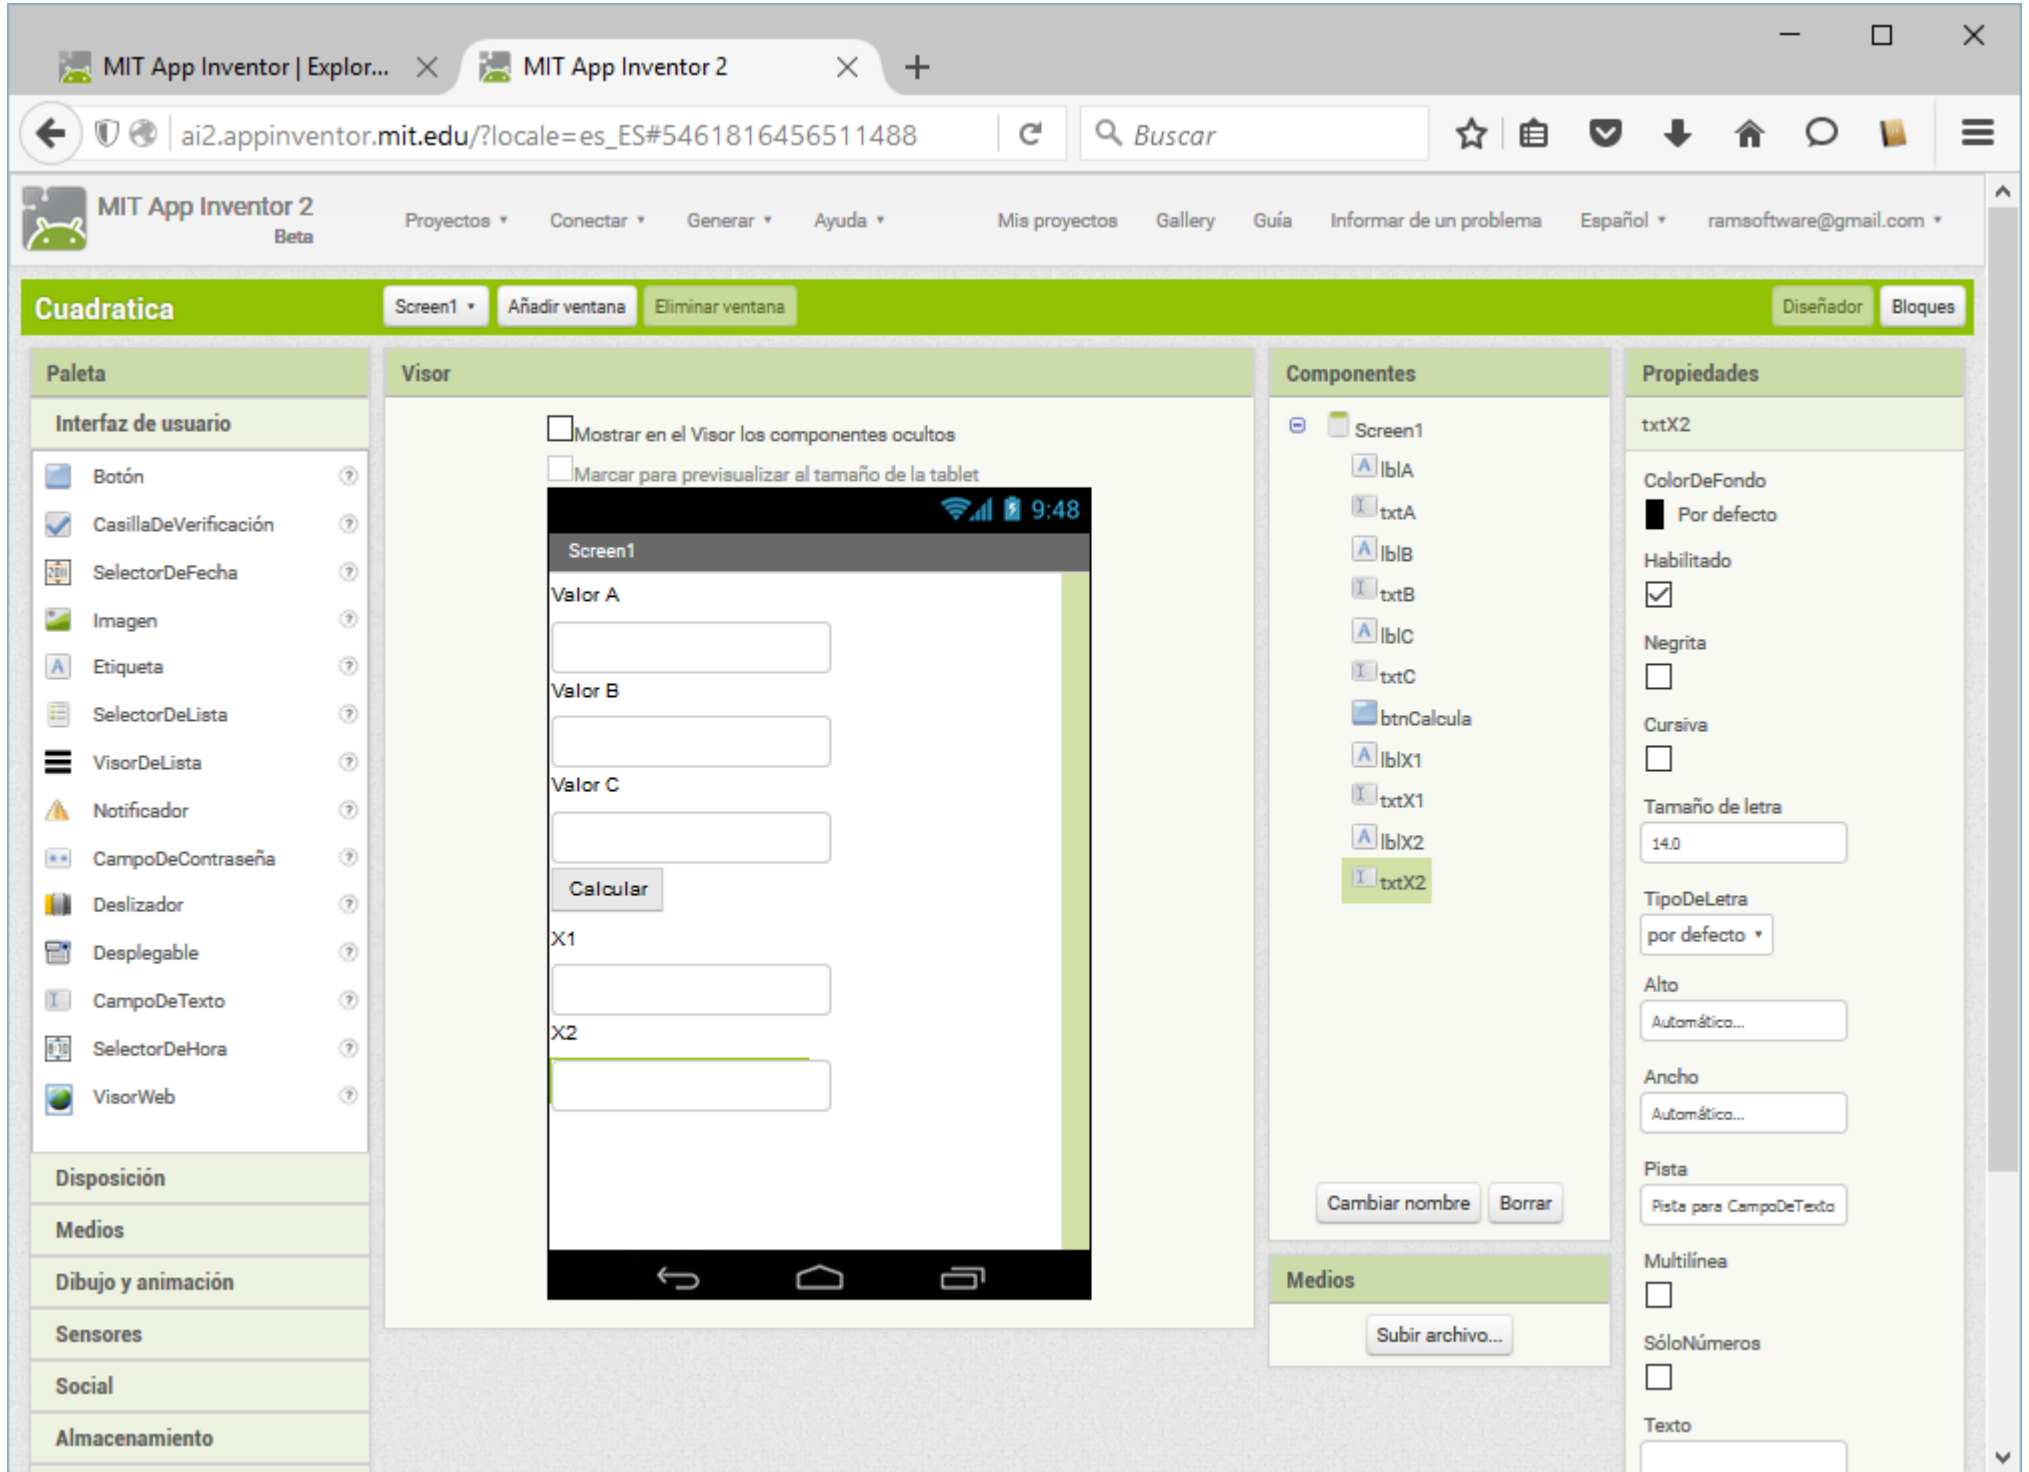 MIT App Inventor | Explor...
MIT App Inventor 2
ai2.appinventor.mit.edu/?locale=es_ES#5461816456511488
Buscar
MIT App Inventor 2
Beta
Proyectos
Conectar
Generar
Ayuda
Mis proyectos
Gallery
Guía
Informar de un problema
Español
ramsoftware@gmail.com
Cuadratica
Screen1
Añadir ventana
Eliminar ventana
Diseñador
Bloques
Paleta
Interfaz de usuario
Botón
CasillaDeVerificación
SelectorDeFecha
Imagen
Etiqueta
SelectorDeLista
VisorDeLista
Notificador
CampoDeContraseña
Deslizador
Desplegable
CampoDeTexto
SelectorDeHora
VisorWeb
Disposición
Medios
Dibujo y animación
Sensores
Social
Almacenamiento
Visor
Mostrar en el Visor los componentes ocultos
Marcar para previsualizar al tamaño de la tablet
9:48
Screen1
Valor A
Valor B
Valor C
Calcular
X1
X2
Componentes
Screen1
lblA
txtA
lblB
txtB
lblC
txtC
btnCalcula
lblX1
txtX1
lblX2
txtX2
Cambiar nombre
Borrar
Medios
Subir archivo...
Propiedades
txtX2
ColorDeFondo
Por defecto
Habilitado
Negrita
Cursiva
Tamaño de letra
14.0
TipoDeLetra
por defecto
Alto
Automático...
Ancho
Automático...
Pista
Pista para CampoDeTexto
Multilínea
SóloNúmeros
Texto